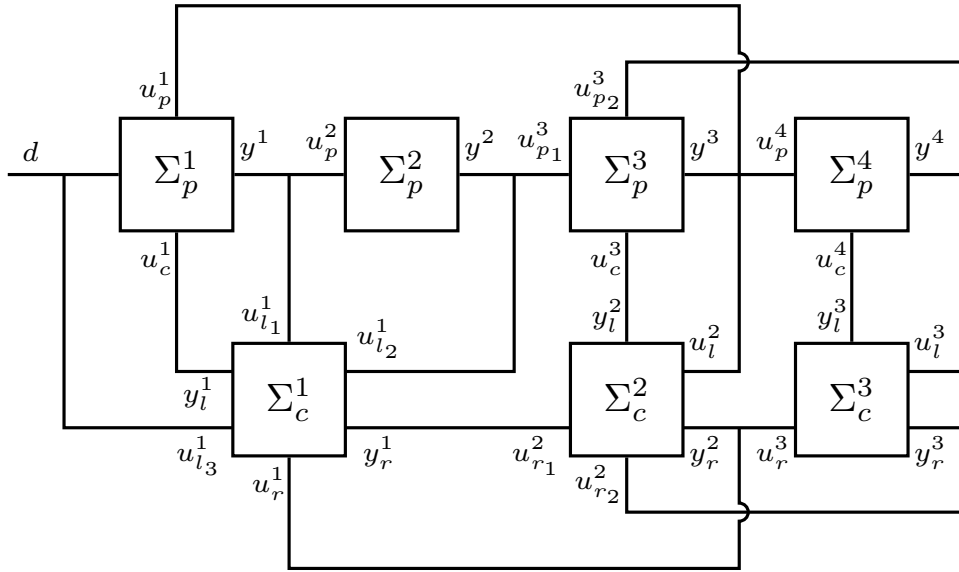 u_p^1 u_{p_2}^3
d Σ_p^1 y^1 u_p^2 Σ_p^2 y^2 u_{p_1}^3 Σ_p^3 y^3 u_p^4 Σ_p^4 y^4
u_c^1 u_c^3 u_c^4
u_{l_1}^1 u_{l_2}^1 y_l^2 u_l^2 y_l^3 u_l^3
y_l^1 Σ_c^1 Σ_c^2 Σ_c^3
u_{l_3}^1 y_r^1 u_{r_1}^2 y_r^2 u_r^3 y_r^3
u_r^1 u_{r_2}^2